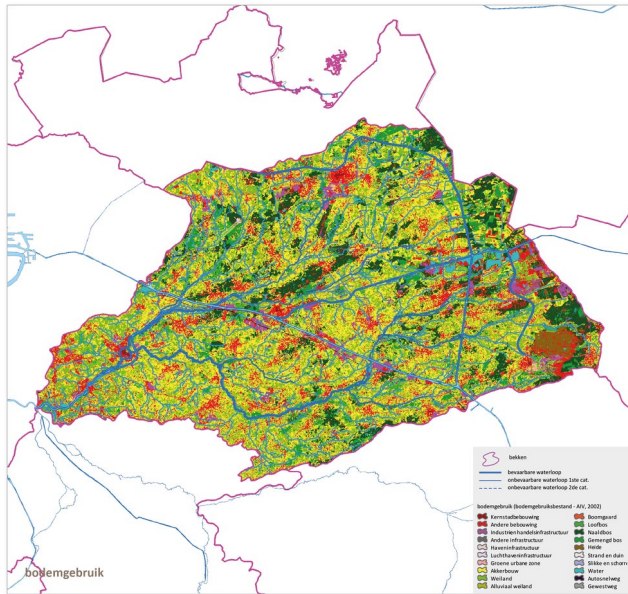 bekken
bevaarbare waterloop
onbevaarbare waterloop 1ste cat.
onbevaarbare waterloop 2de cat.
bodemgebruik (bodemgebruiksbestand - AIV, 2002)
Kernstadbebouwing
Andere bebouwing
Industrieën handelsinfrastructuur
Andere infrastructuur
Haveninfrastructuur
Luchthaveninfrastructuur
Groene urbane zone
Akkerbouw
Weiland
Alluviaal weiland
Boomgaard
Loofbos
Naaldbos
Gemengd bos
Heide
Strand en duin
Slikke en schorre
Water
Autosnelweg
Gewestweg
bodemgebruik